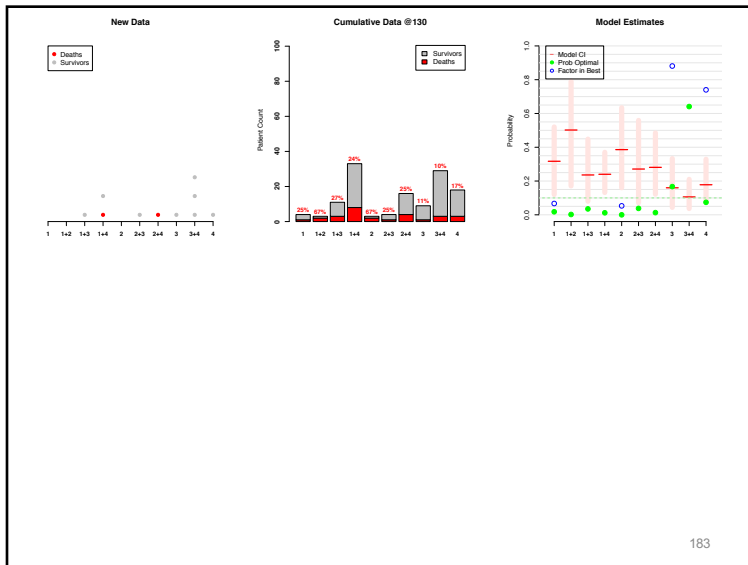 New Data
Deaths
Survivors
1 1+2 1+3 1+4 2 2+3 2+4 3 3+4 4
Cumulative Data @130
Survivors
Deaths
Patient Count
100
80
60
40
20
0
25% 67% 27% 24% 67% 25% 25% 11% 10% 17%
1 1+2 1+3 1+4 2 2+3 2+4 3 3+4 4
Model Estimates
Model CI
Prob Optimal
Factor in Best
Probability
1.0
0.8
0.6
0.4
0.2
0.0
1 1+2 1+3 1+4 2 2+3 2+4 3 3+4 4
183